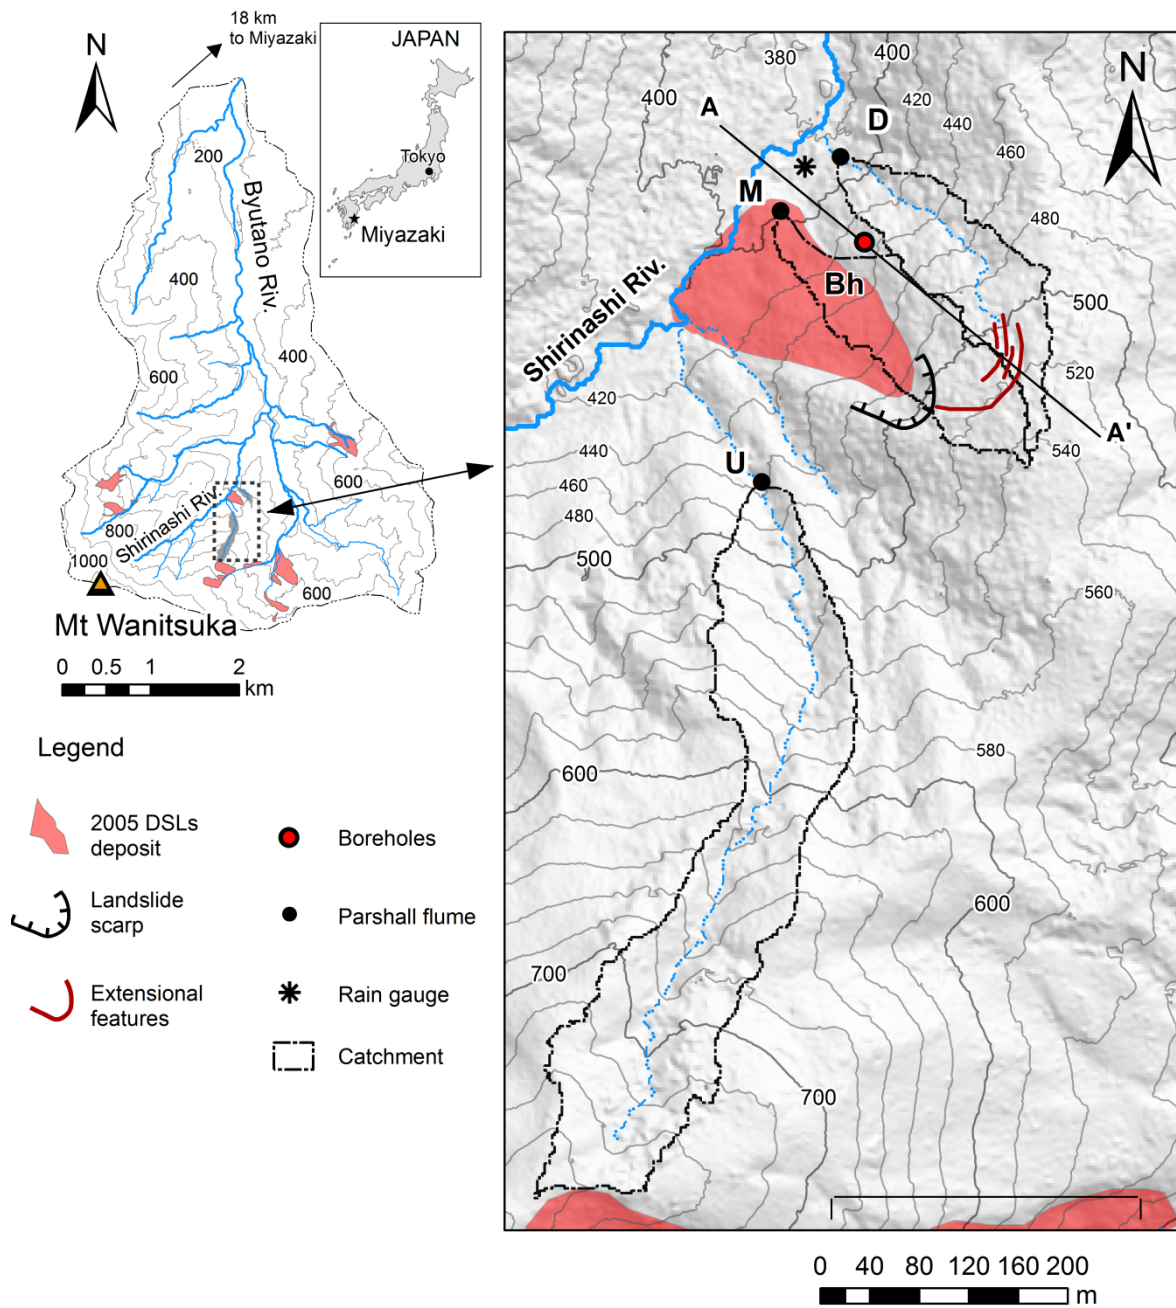 18 km
to Miyazaki
N
JAPAN
Tokyo
Miyazaki
200
Byutano Riv.
400
400
600
600
800
Shirinashi Riv.
1000
600
Mt Wanitsuka
0 0.5 1 2
km
Legend
2005 DSLs
deposit
Landslide
scarp
Extensional
features
Boreholes
Parshall flume
Rain gauge
Catchment
380
400
N
400
420
A
D
440
460
M
480
Bh
500
Shirinashi Riv.
520
420
A'
540
440
U
460
480
500
560
580
600
600
700
700
0 40 80 120 160 200
m